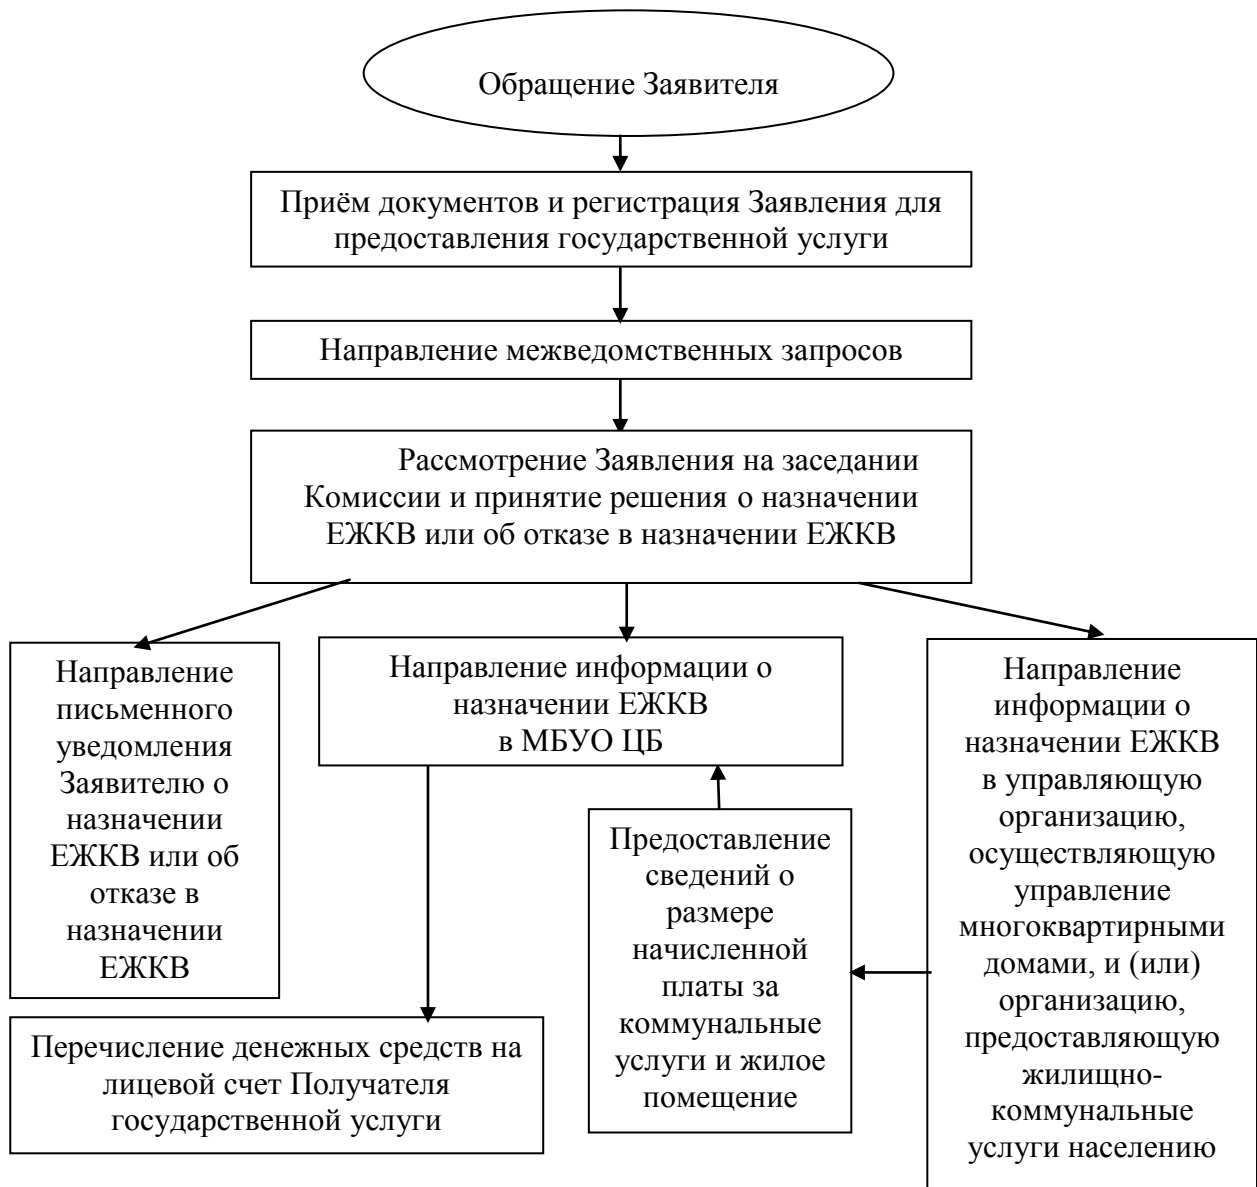 Обращение Заявителя
Приём документов и регистрация Заявления для
предоставления государственной услуги
Направление межведомственных запросов
Рассмотрение Заявления на заседании
Комиссии и принятие решения о назначении
ЕЖКВ или об отказе в назначении ЕЖКВ
Направление
письменного
уведомления
Заявителю о
назначении
ЕЖКВ или об
отказе в
назначении
ЕЖКВ
Направление информации о
назначении ЕЖКВ
в МБУО ЦБ
Направление
информации о
назначении ЕЖКВ
в управляющую
организацию,
осуществляющую
управление
многоквартирными
домами, и (или)
организацию,
предоставляющую
жилищно-
коммунальные
услуги населению
Предоставление
сведений о
размере
начисленной
платы за
коммунальные
услуги и жилое
помещение
Перечисление денежных средств на
лицевой счет Получателя
государственной услуги